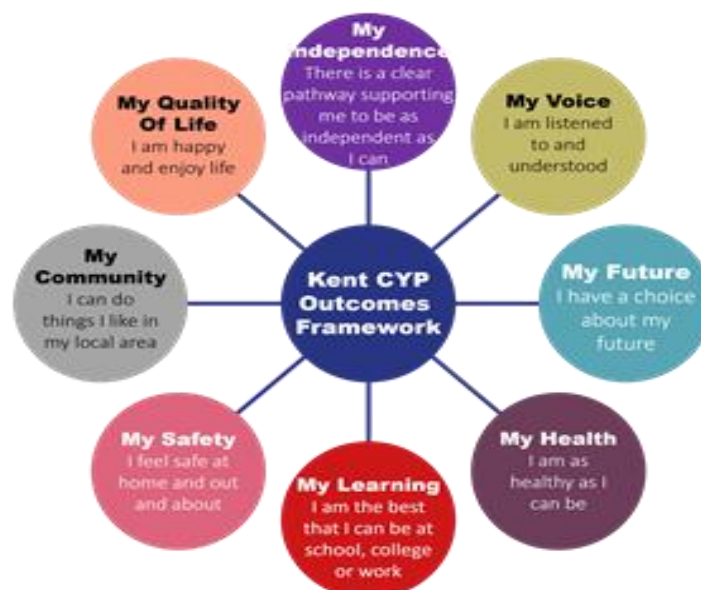 My
Independence
There is a clear
pathway supporting
me to be as
independent as
I can
My Voice
I am listened
to and
understood
My Future
I have a choice
about my
future
My Health
I am as
healthy as I
can be
My Learning
I am the best
that I can be at
school, college
or work
My Safety
I feel safe at
home and out
and about
My
Community
I can do
things I like in
my local area
My Quality
Of Life
I am happy
and enjoy life
Kent CYP
Outcomes
Framework